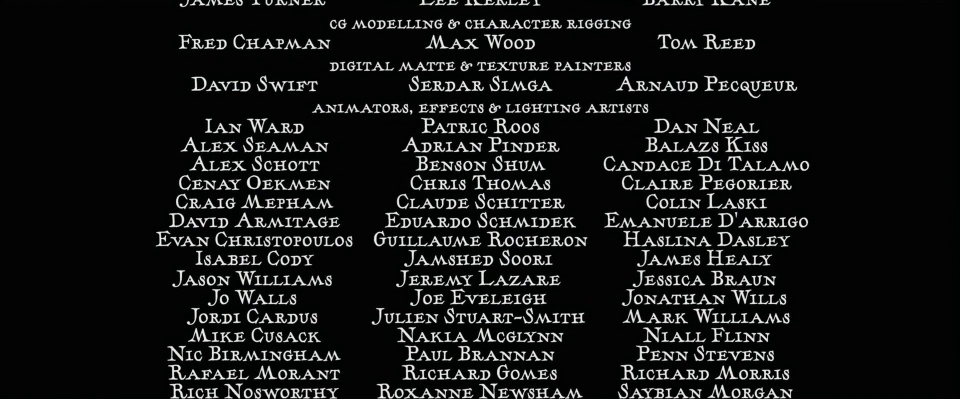 JAMES TURNER LEE KERLEY BARRY KANE
CG MODELLING & CHARACTER RIGGING
FRED CHAPMAN MAX WOOD TOM REED
DIGITAL MATTE & TEXTURE PAINTERS
DAVID SWIFT SERDAR SIMGA ARNAUD PECQUEUR
ANIMATORS, EFFECTS & LIGHTING ARTISTS
IAN WARD PATRIC ROOS DAN NEAL
ALEX SEAMAN ADRIAN PINDER BALAZS KISS
ALEX SCHOTT BENSON SHUM CANDACE DI TALAMO
CENAY OEKMEN CHRIS THOMAS CLAIRE PEGORIER
CRAIG MEPHAM CLAUDE SCHITTER COLIN LASKI
DAVID ARMITAGE EDUARDO SCHMIDEK EMANUELE D'ARRIGO
EVAN CHRISTOPOULOS GUILLAUME ROCHERON HASLINA DASLEY
ISABEL CODY JAMSHED SOORI JAMES HEALY
JASON WILLIAMS JEREMY LAZARE JESSICA BRAUN
JO WALLS JOE EVELEIGH JONATHAN WILLS
JORDI CARDUS JULIEN STUART-SMITH MARK WILLIAMS
MIKE CUSACK NAKIA MCGLYNN NIALL FLINN
NIC BIRMINGHAM PAUL BRANNAN PENN STEVENS
RAFAEL MORANT RICHARD GOMES RICHARD MORRIS
RICH NOSWORTHY ROXANNE NEWSHAM SAYBIAN MORGAN